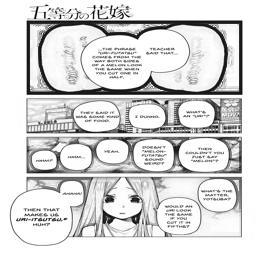 五等分の花嫁
TEACHER
SAID THAT...
...THE PHRASE
"URI-FUTATSU"
COMES FROM THE
WAY BOTH SIDES
OF A MELON LOOK
THE SAME WHEN
YOU CUT ONE IN
HALF.
WHAT'S
AN "URI"?
I DUNNO.
THEY SAID IT
WAS SOME KIND
OF FOOD.
THEN
COULDN'T YOU
JUST SAY
"MELON"?
DOESN'T
"MELON-
FUTATSU"
SOUND
WEIRD?
YEAH.
HMM...
HMM?
WHAT'S THE
MATTER,
YOTSUBA?
WOULD AN
URI LOOK
THE SAME
IF YOU
CUT IT IN
FIFTHS?
AHAHA!
THEN THAT
MAKES US
URI-ITSUTSU,*
HUH?